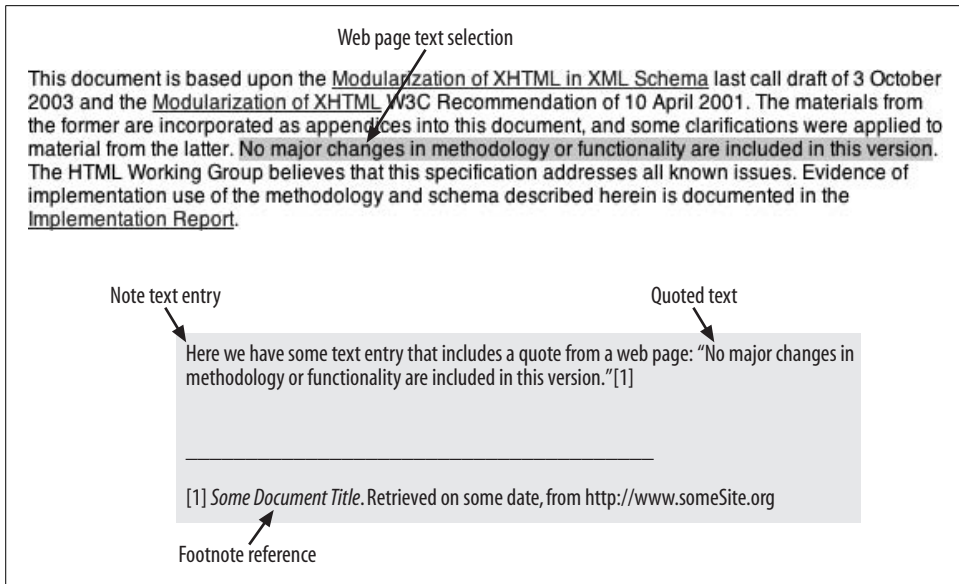 Web page text selection
This document is based upon the Modularization of XHTML in XML Schema last call draft of 3 October
2003 and the Modularization of XHTML W3C Recommendation of 10 April 2001. The materials from
the former are incorporated as appendices into this document, and some clarifications were applied to
material from the latter. No major changes in methodology or functionality are included in this version.
The HTML Working Group believes that this specification addresses all known issues. Evidence of
implementation use of the methodology and schema described herein is documented in the
Implementation Report.
Note text entry
Quoted text
Here we have some text entry that includes a quote from a web page: “No major changes in
methodology or functionality are included in this version.”[1]
[1] Some Document Title. Retrieved on some date, from http://www.someSite.org
Footnote reference